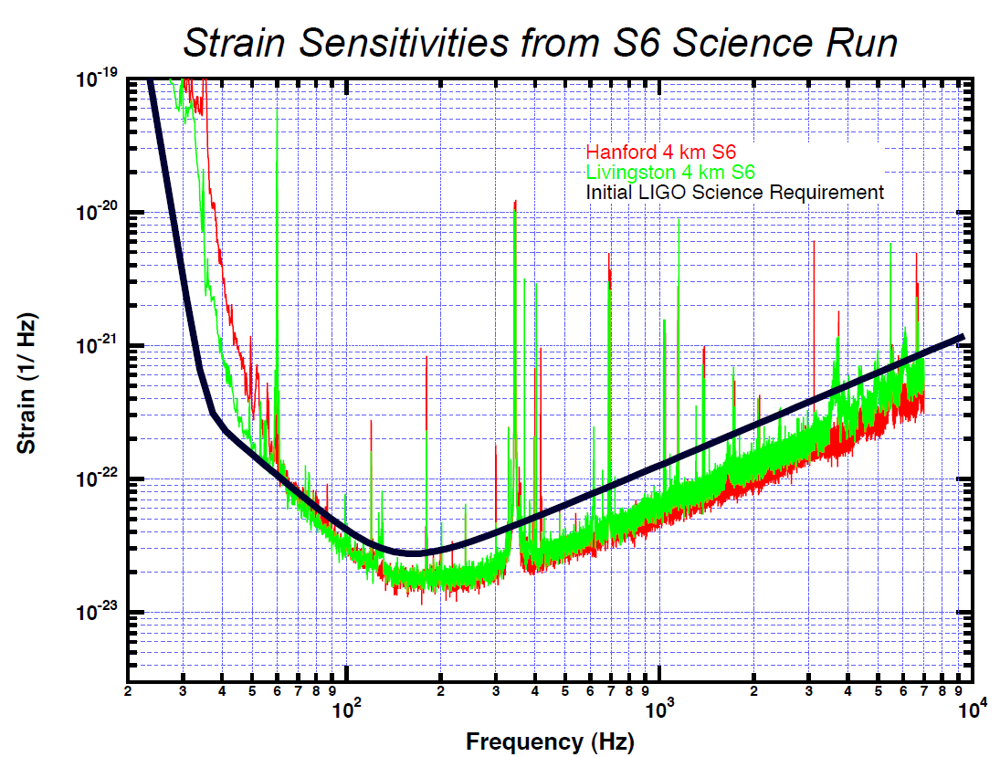 Strain Sensitivities from S6 Science Run
10-19
Hanford 4 km S6
Livingston 4 km S6
Initial LIGO Science Requirement
10-20
10-21
10-22
10-23
Strain (1/ Hz)
2 3 4 5 6 7 8 9 2 3 4 5 6 7 8 9 2 3 4 5 6 7 8 9
102 103 104
Frequency (Hz)